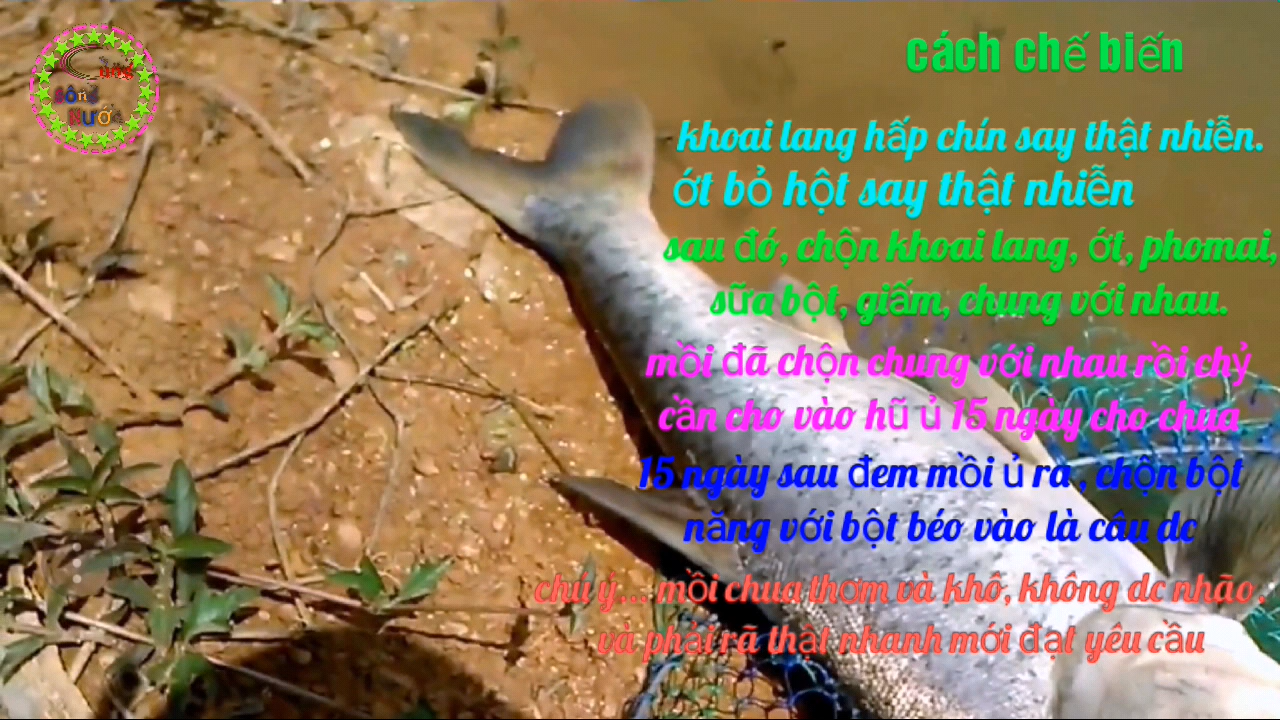 Cùng
Sông
Nước
cách chế biến
khoai lang hấp chín say thật nhiễn.
ớt bỏ hột say thật nhiễn
sau đó, chộn khoai lang, ớt, phomai,
sữa bột, giấm, chung với nhau.
mồi đã chộn chung với nhau rồi chỷ
cần cho vào hũ ủ 15 ngày cho chua
15 ngày sau đem mồi ủ ra, chộn bột
năng với bột béo vào là câu dc
chú ý... mồi chua thơm và khô, không dc nhão.
và phải rã thật nhanh mới đạt yêu cầu